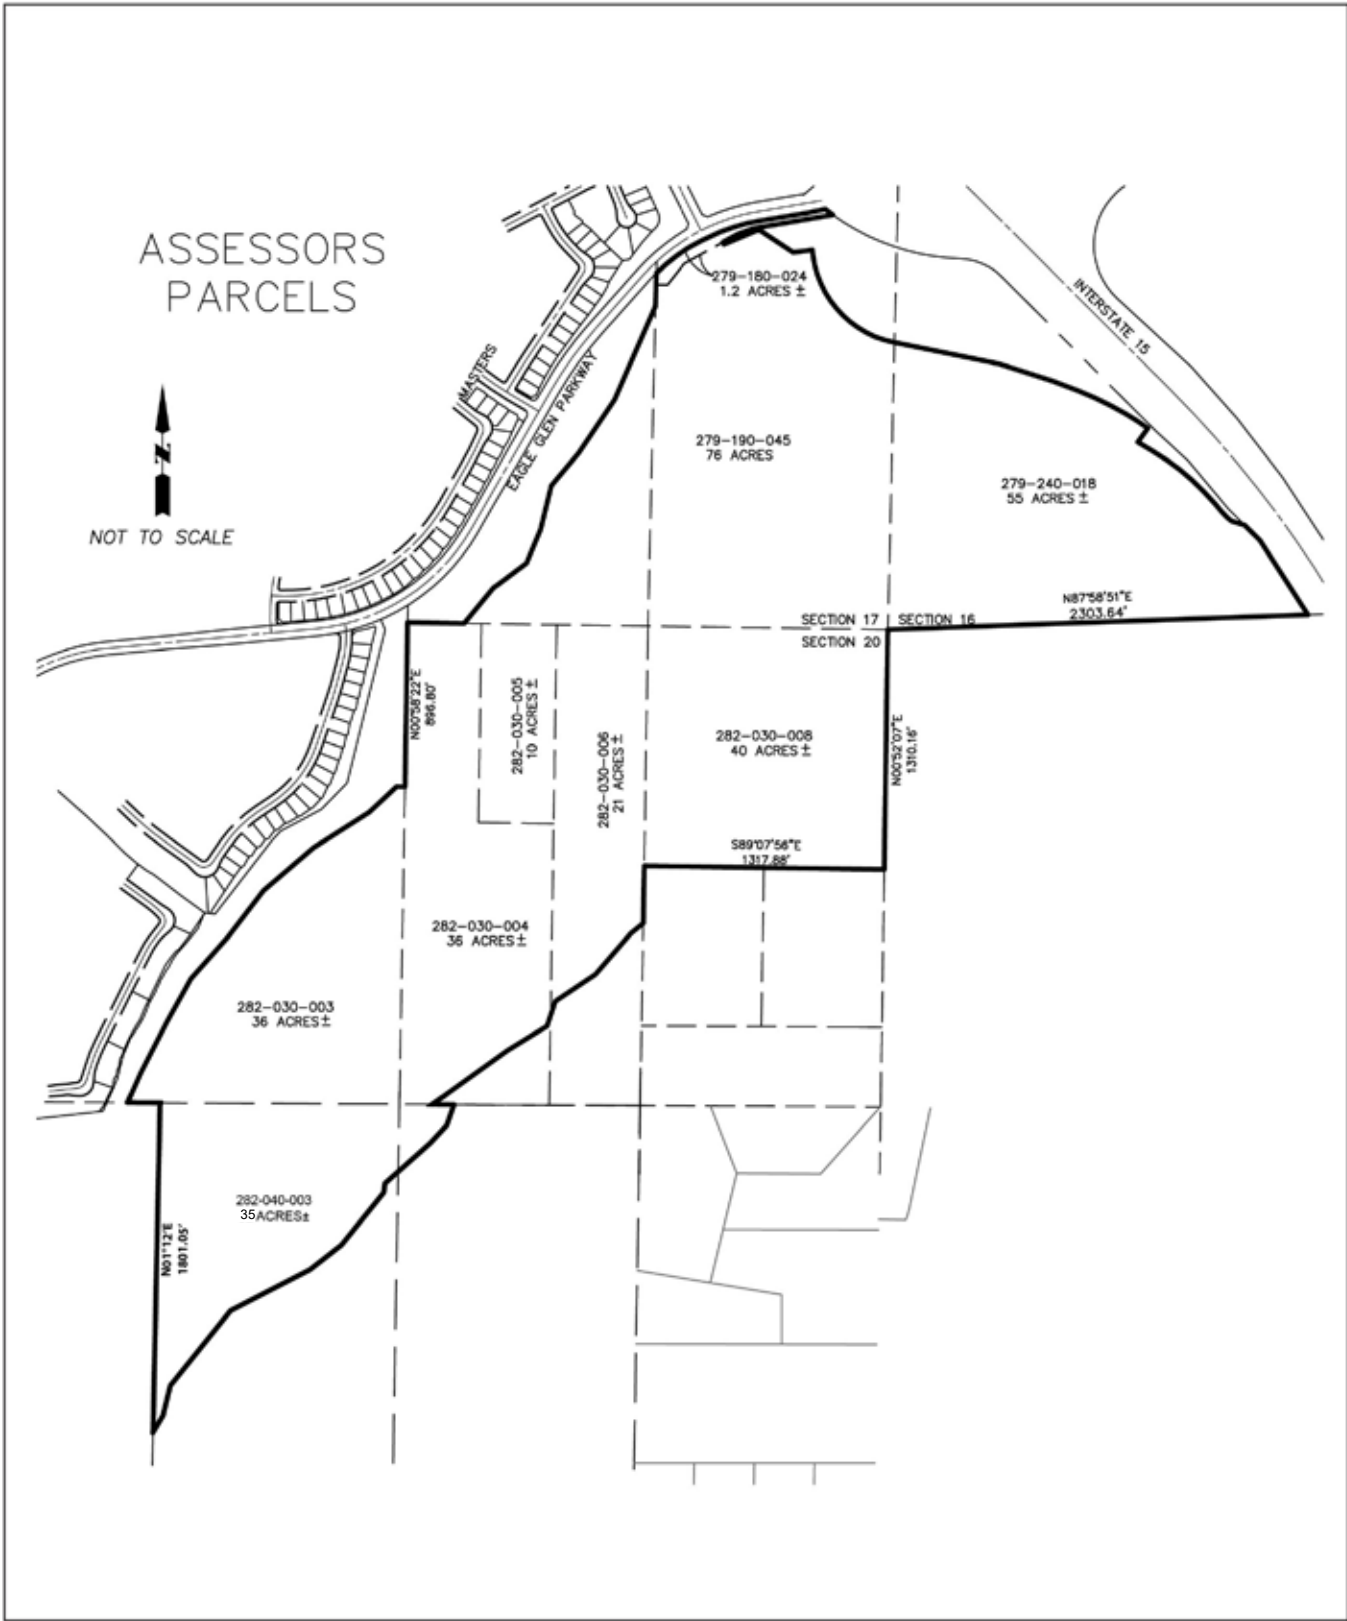 ASSESSORS
PARCELS
N
NOT TO SCALE
MASTERS
EAGLE GLEN PARKWAY
INTERSTATE 15
279-180-024
1.2 ACRES ±
279-190-045
76 ACRES
279-240-018
55 ACRES ±
N87°58'51"E
2303.64'
SECTION 17
SECTION 16
SECTION 20
N00°58'22"E
896.80'
282-030-005
10 ACRES ±
282-030-006
21 ACRES ±
282-030-008
40 ACRES ±
N00°52'07"E
1310.16'
S89°07'56"E
1317.88'
282-030-004
36 ACRES ±
282-030-003
36 ACRES ±
282-040-003
35 ACRES±
N01°12'E
1801.05'